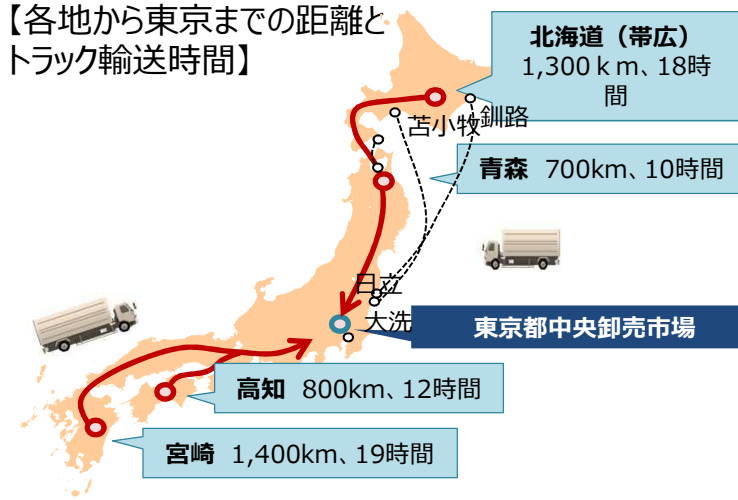 【各地から東京までの距離と
トラック輸送時間】
北海道（帯広）
1,300ｋｍ、18時
間
苫小牧
釧路
青森 700km、10時間
日立
大洗
東京都中央卸売市場
高知 800km、12時間
宮崎 1,400km、19時間